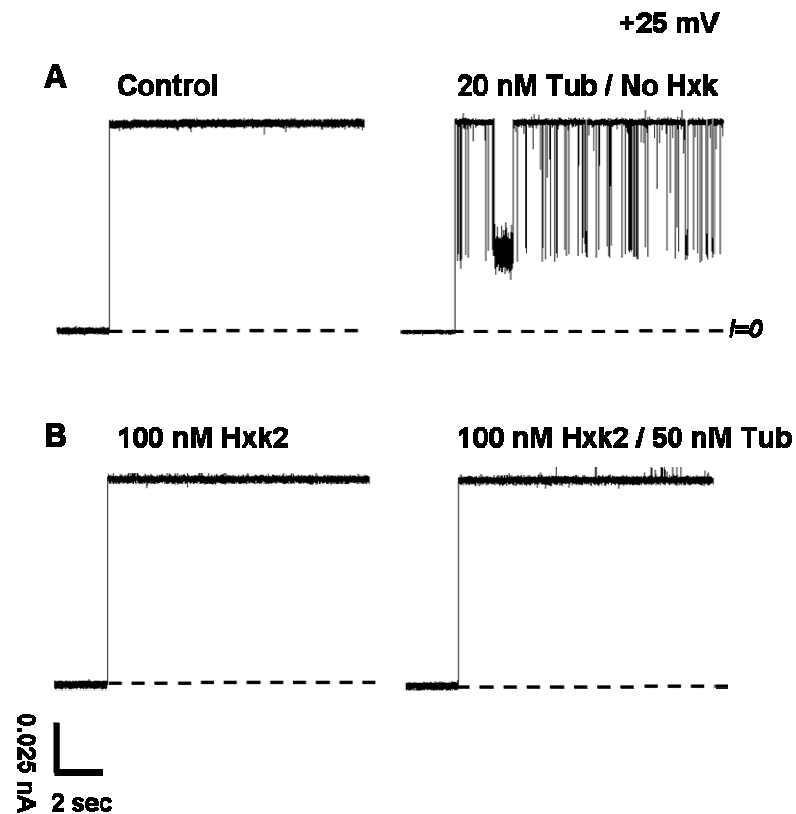 +25 mV
A
Control
20 nM Tub / No Hxk
I=0
B
100 nM Hxk2
100 nM Hxk2 / 50 nM Tub
0.025 nA
2 sec